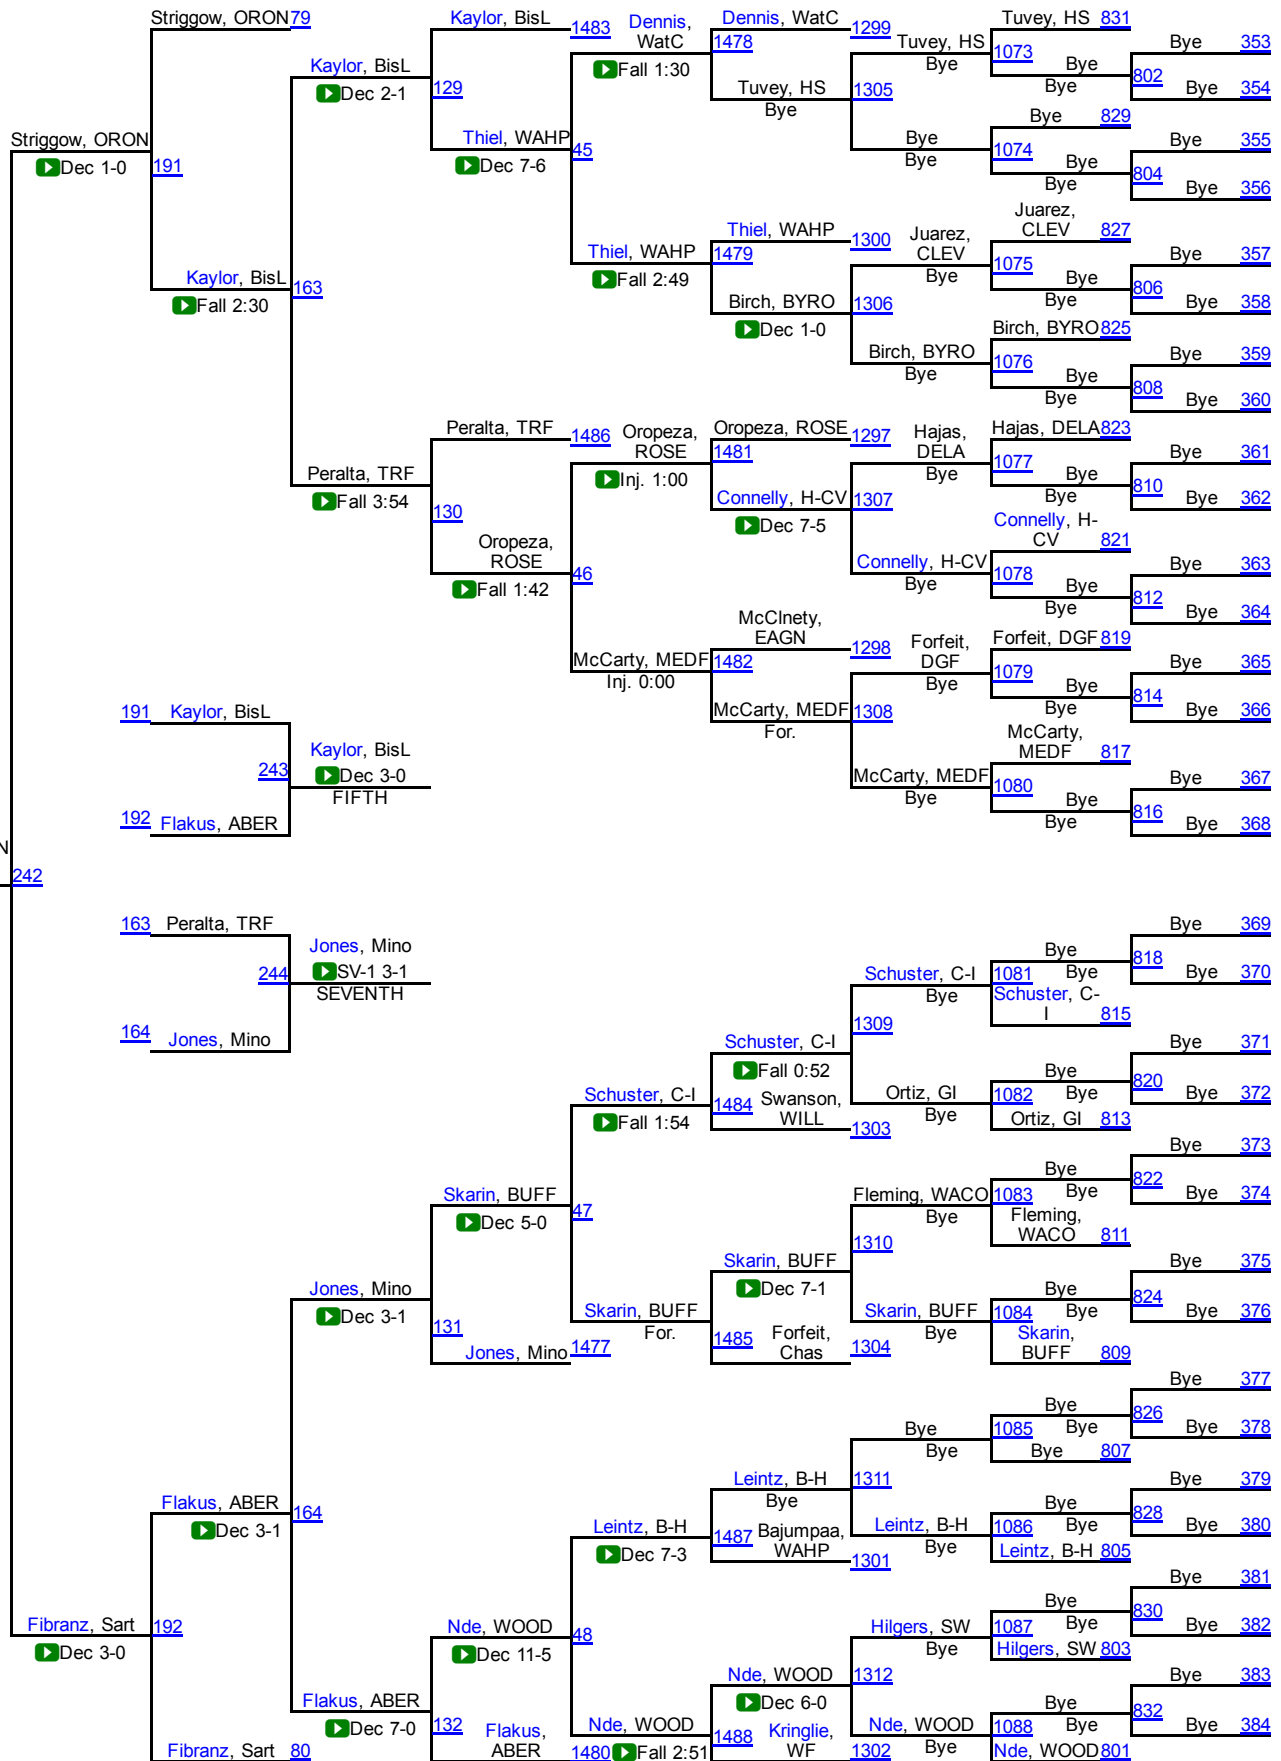 Striggow, ORON 79
Kaylor, BisL
1483
Dennis,
WatC
Dennis, WatC
1299
Tuvey, HS 831
Bye 353
Tuvey, HS
Bye
1073
Bye
Bye
802
Bye 354
Fall 1:30
1478
Kaylor, BisL
Dec 2-1
129
Tuvey, HS
Bye
1305
Bye 829
Bye 355
Striggow, ORON
Dec 1-0
191
Thiel, WAHP
Dec 7-6
45
Bye
Bye
1074
Bye
Bye
804
Bye 356
Juarez,
CLEV 827
Thiel, WAHP
1300
Juarez,
CLEV
Bye
1075
Bye 357
Thiel, WAHP
Fall 2:49
1479
Bye
Bye
806
Bye 358
Kaylor, BisL
Fall 2:30
163
Birch, BYRO
Dec 1-0
1306
Birch, BYRO 825
Bye 359
Birch, BYRO
Bye
1076
Bye
Bye
808
Bye 360
Peralta, TRF
1486
Oropeza,
ROSE
Inj. 1:00
Oropeza, ROSE
1297
Hajas,
DELA
Bye
Hajas, DELA 823
Bye 361
1481
1077
Bye
Bye
810
Bye 362
Peralta, TRF
Fall 3:54
130
Connelly, H-CV
Dec 7-5
1307
Connelly, H-
CV 821
Oropeza,
ROSE
Fall 1:42
46
Connelly, H-CV
Bye
1078
Bye
Bye
812
Bye 363
Bye 364
McClnety,
EAGN
1298
Forfeit,
DGF
Bye
Forfeit, DGF 819
Bye 365
McCarty, MEDF
Inj. 0:00
1482
1079
Bye
Bye
814
Bye 366
McCarty, MEDF
For.
1308
McCarty,
MEDF 817
Bye 367
McCarty, MEDF
Bye
1080
Bye
Bye
816
Bye 368
191 Kaylor, BisL
Kaylor, BisL
243
Dec 3-0
FIFTH
192 Flakus, ABER
N
242
163 Peralta, TRF
Jones, Mino
244
SV-1 3-1
SEVENTH
164 Jones, Mino
Bye 369
Bye
Bye
818
Bye 370
Schuster, C-I
Bye
1081
Schuster, C-
I 815
1309
Schuster, C-I
Fall 0:52
Bye 371
Bye
Bye
820
Bye 372
Schuster, C-I
Fall 1:54
1484
Swanson,
WILL
1303
Ortiz, GI
Bye
1082
Ortiz, GI 813
Bye 373
Bye
Bye
822
Bye 374
Skarin, BUFF
Dec 5-0
47
Fleming, WACO
Bye
1083
Fleming,
WACO 811
1310
Skarin, BUFF
Dec 7-1
Bye 375
Bye
Bye
824
Bye 376
Jones, Mino
Dec 3-1
131
Skarin, BUFF
For.
1485
Forfeit,
Chas
1304
Skarin, BUFF
Bye
1084
Skarin,
BUFF 809
Jones, Mino 1477
Bye 377
Bye
Bye
826
Bye 378
Bye
Bye
1085
Bye 807
Leintz, B-H
Bye
1311
Bye 379
Flakus, ABER
Dec 3-1
164
Leintz, B-H
Dec 7-3
1487
Bajumpaa,
WAHP
1301
Leintz, B-H
Bye
1086
Bye
Bye
828
Bye 380
Leintz, B-H 805
Bye 381
Fibranz, Sart
Dec 3-0
192
Nde, WOOD
Dec 11-5
48
Hilgers, SW
Bye
1087
Bye
Bye
830
Bye 382
Hilgers, SW 803
Nde, WOOD
Dec 6-0
1312
Bye 383
Flakus, ABER
Dec 7-0
132
Flakus,
ABER
1480
Nde, WOOD
Fall 2:51
1488
Kringlie,
WF
1302
Nde, WOOD
Bye
1088
Bye
Bye
832
Bye 384
Fibranz, Sart 80
Nde, WOOD 801